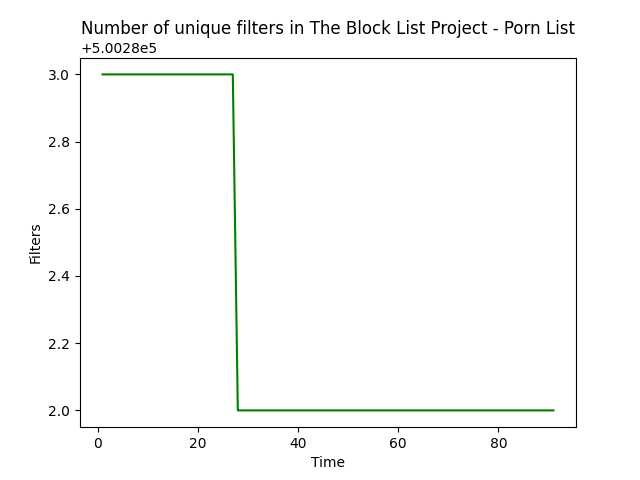 Number of unique filters in The Block List Project - Porn List
+5.0028e5
3.0
2.8
2.6
2.4
2.2
2.0
Filters
0 20 40 60 80
Time